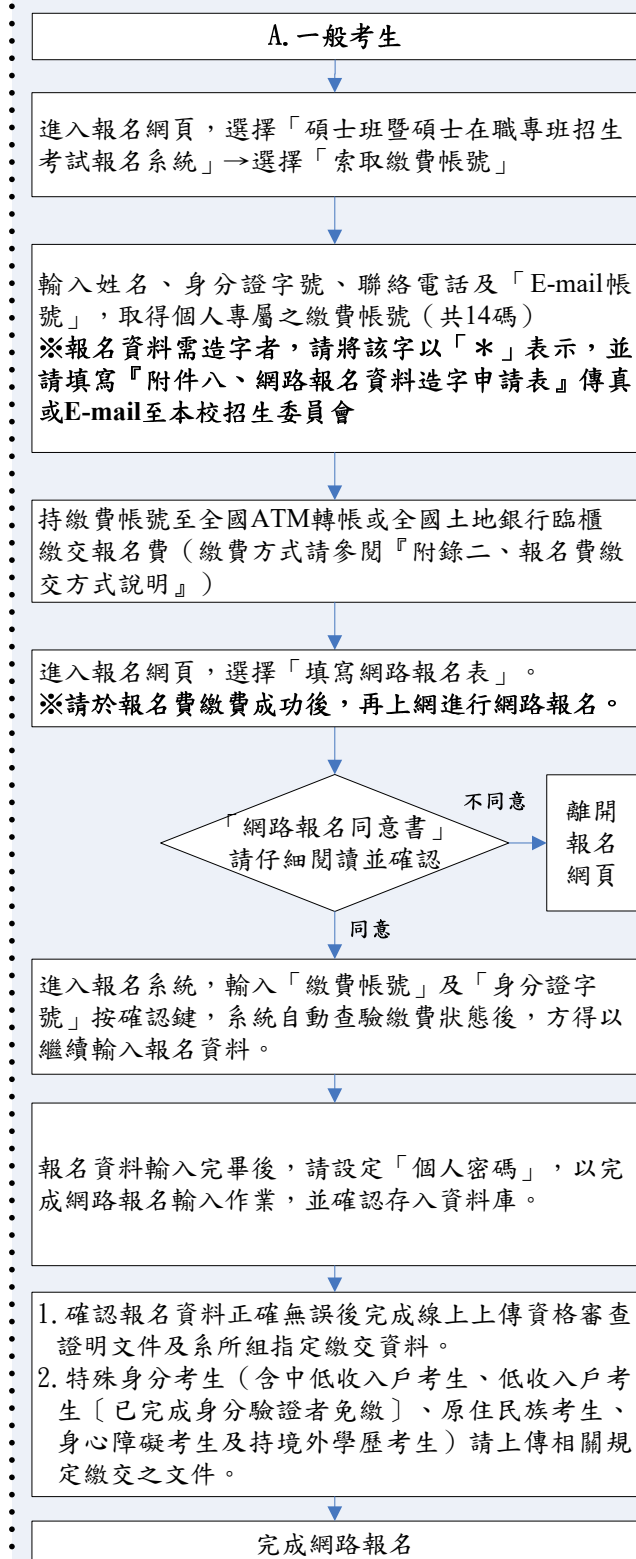 A.一般考生
進入報名網頁，選擇「碩士班暨碩士在職專班招生
考試報名系統」→選擇「索取繳費帳號」
輸入姓名、身分證字號、聯絡電話及「E-mail帳
號」，取得個人專屬之繳費帳號（共14碼）
※報名資料需造字者，請將該字以「＊」表示，並
請填寫『附件八、網路報名資料造字申請表』傳真
或E-mail至本校招生委員會
持繳費帳號至全國ATM轉帳或全國土地銀行臨櫃
繳交報名費（繳費方式請參閱『附錄二、報名費繳
交方式說明』）
進入報名網頁，選擇「填寫網路報名表」。
※請於報名費繳費成功後，再上網進行網路報名。
「網路報名同意書」
請仔細閱讀並確認
不同意
離開
報名
網頁
同意
進入報名系統，輸入「繳費帳號」及「身分證字
號」按確認鍵，系統自動查驗繳費狀態後，方得以
繼續輸入報名資料。
報名資料輸入完畢後，請設定「個人密碼」，以完
成網路報名輸入作業，並確認存入資料庫。
1.確認報名資料正確無誤後完成線上上傳資格審查
證明文件及系所組指定繳交資料。
2.特殊身分考生（含中低收入戶考生、低收入戶考
生〔已完成身分驗證者免繳〕、原住民族考生、
身心障礙考生及持境外學歷考生）請上傳相關規
定繳交之文件。
完成網路報名